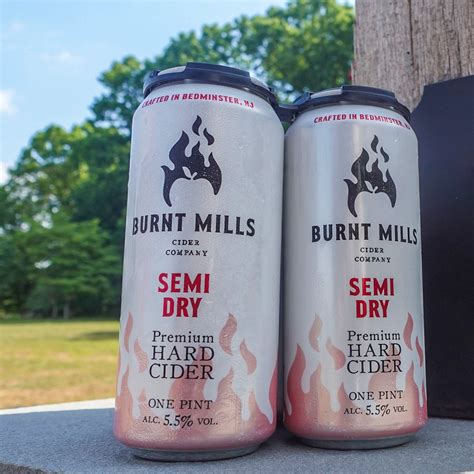 CRAFTED IN BEDMINSTER, NJ
BURNT MILLS
CIDER
COMPANY
SEMI
DRY
Premium
HARD
CIDER
ONE PINT
ALC. 5.5% VOL.
CRAFTED IN BEDMINSTER, NJ
BURNT MILLS
CIDER
COMPANY
SEMI
DRY
Premium
HARD
CIDER
ONE PINT
ALC. 5.5% VOL.